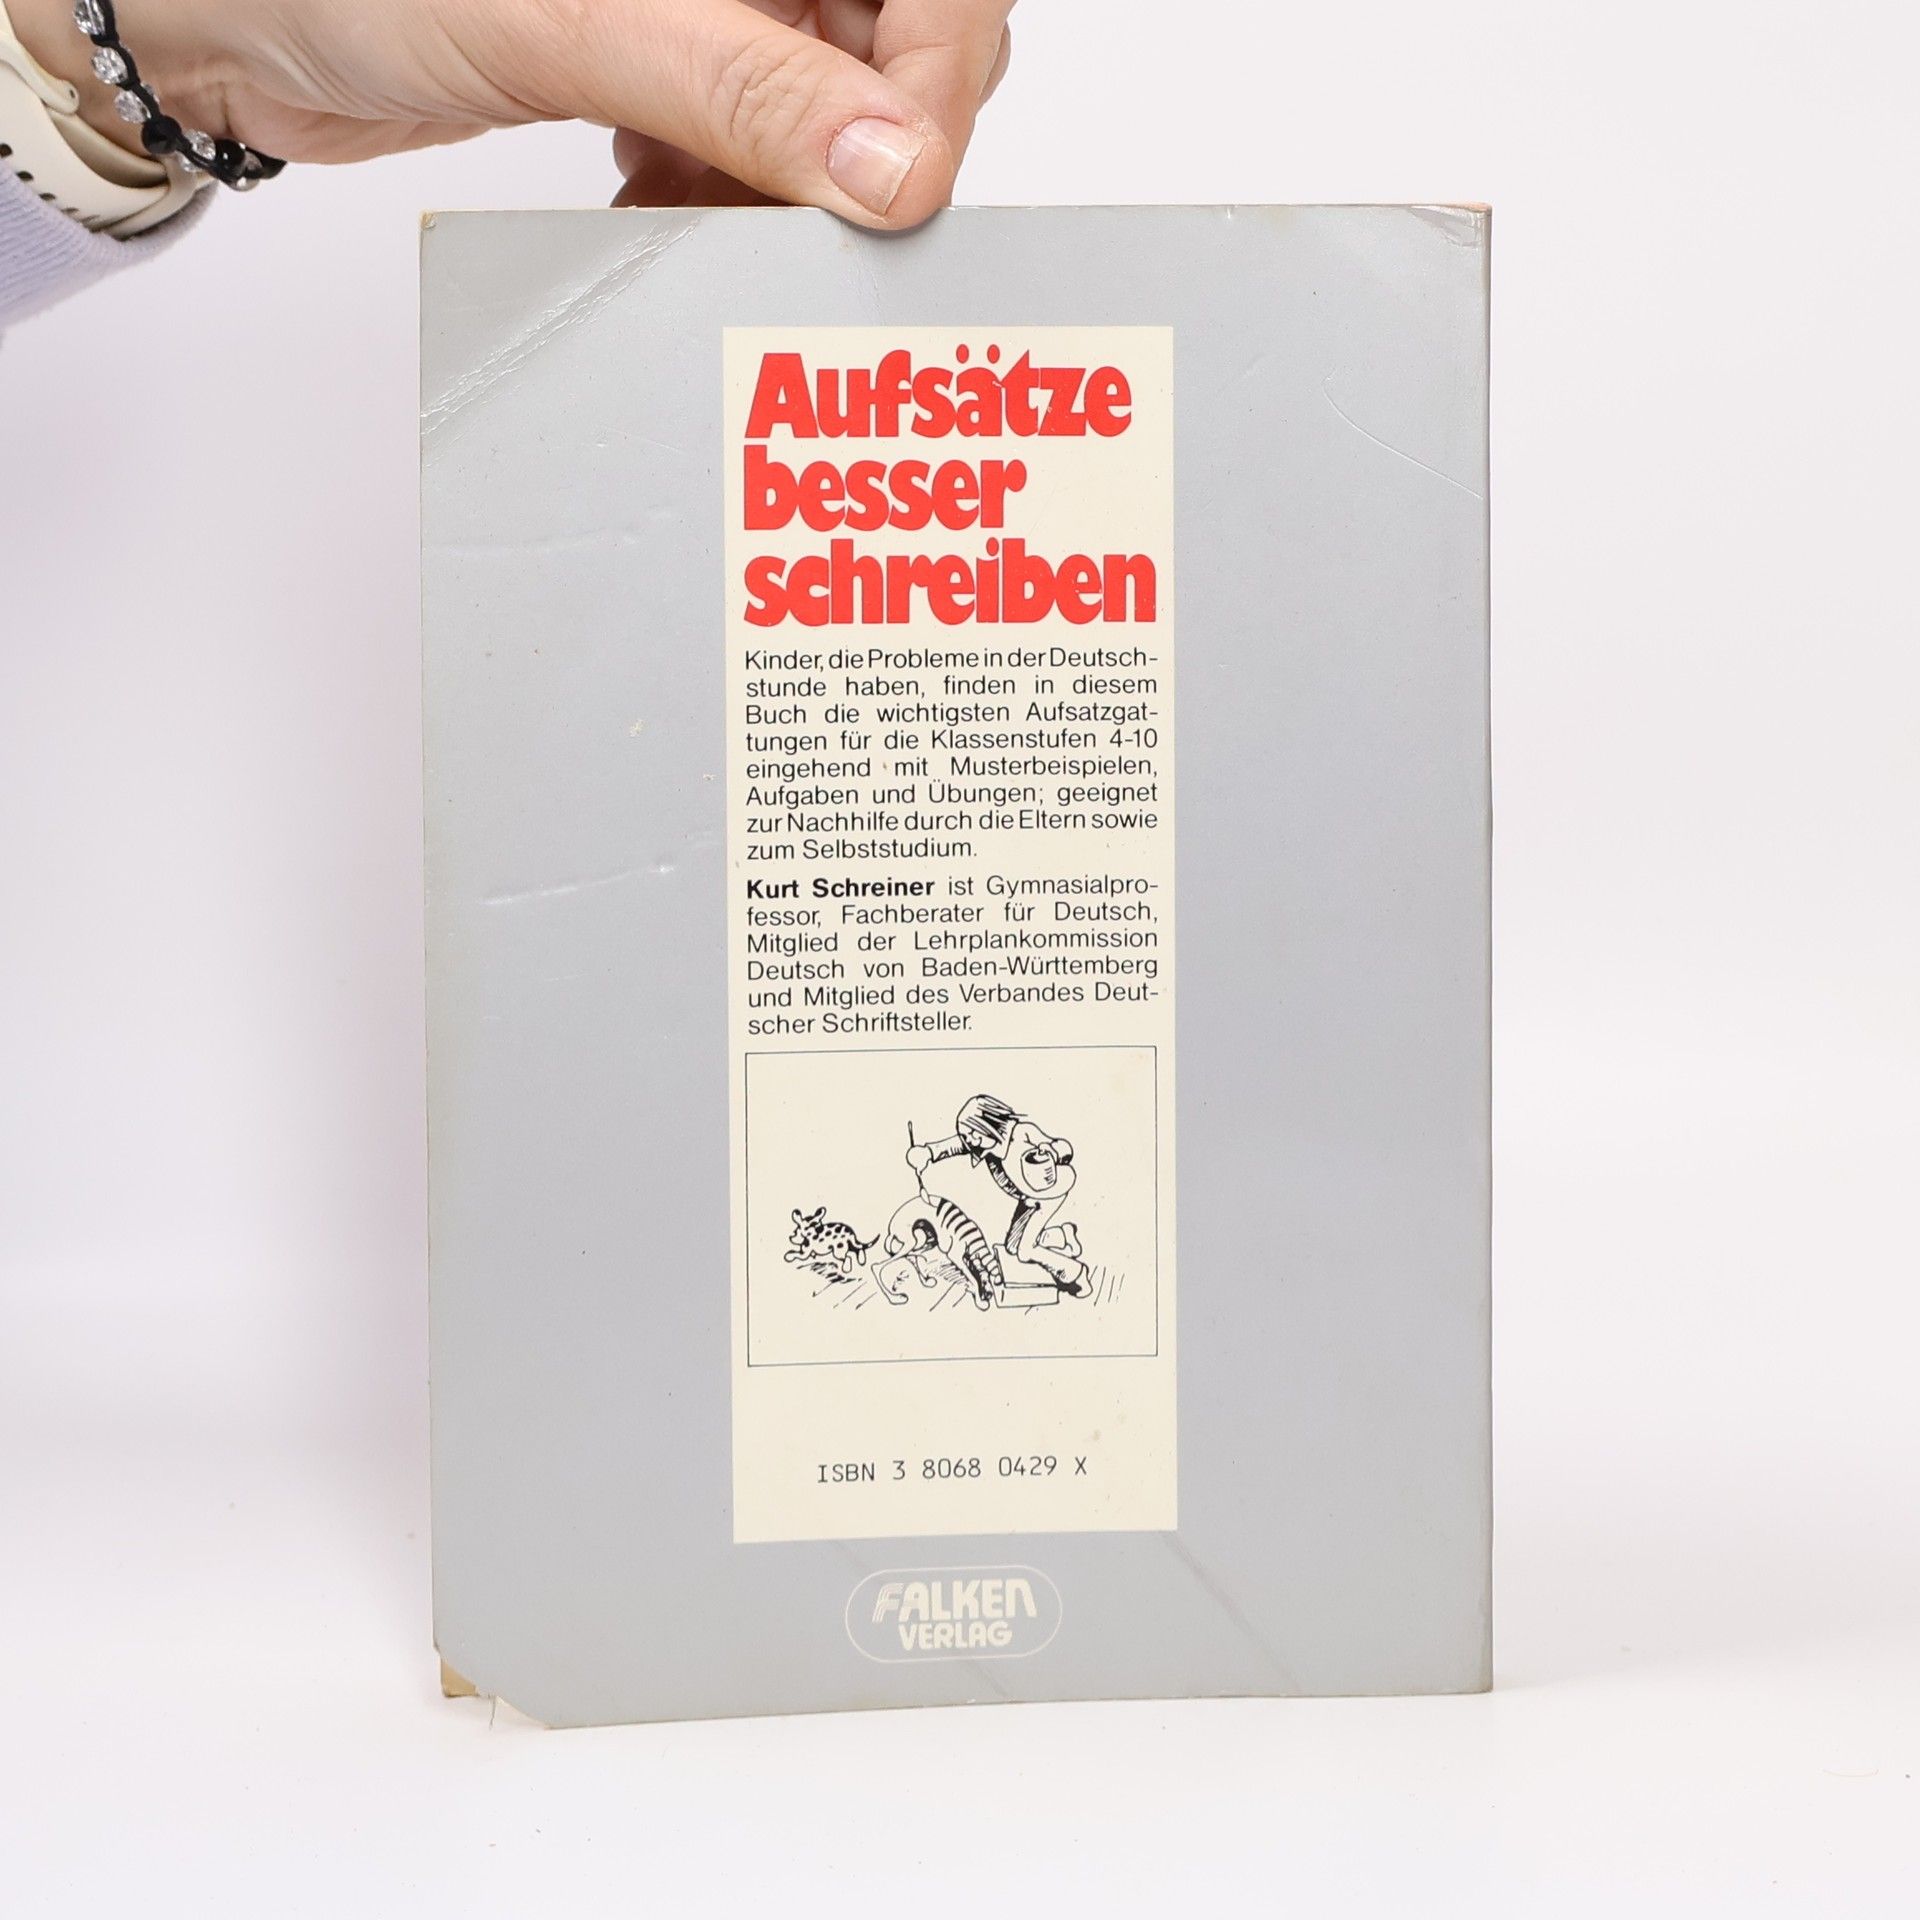 Aufsätze
besser
schreiben
Kinder, die Probleme in der Deutsch-
stunde haben, finden in diesem
Buch die wichtigsten Aufsatzgat-
tungen für die Klassenstufen 4-10
eingehend mit Musterbeispielen,
Aufgaben und Übungen; geeignet
zur Nachhilfe durch die Eltern sowie
zum Selbststudium.
Kurt Schreiner ist Gymnasialpro-
fessor, Fachberater für Deutsch,
Mitglied der Lehrplankommission
Deutsch von Baden-Württemberg
und Mitglied des Verbandes Deut-
scher Schriftsteller.
ISBN 3 8068 0429 X
FALKEN
VERLAG